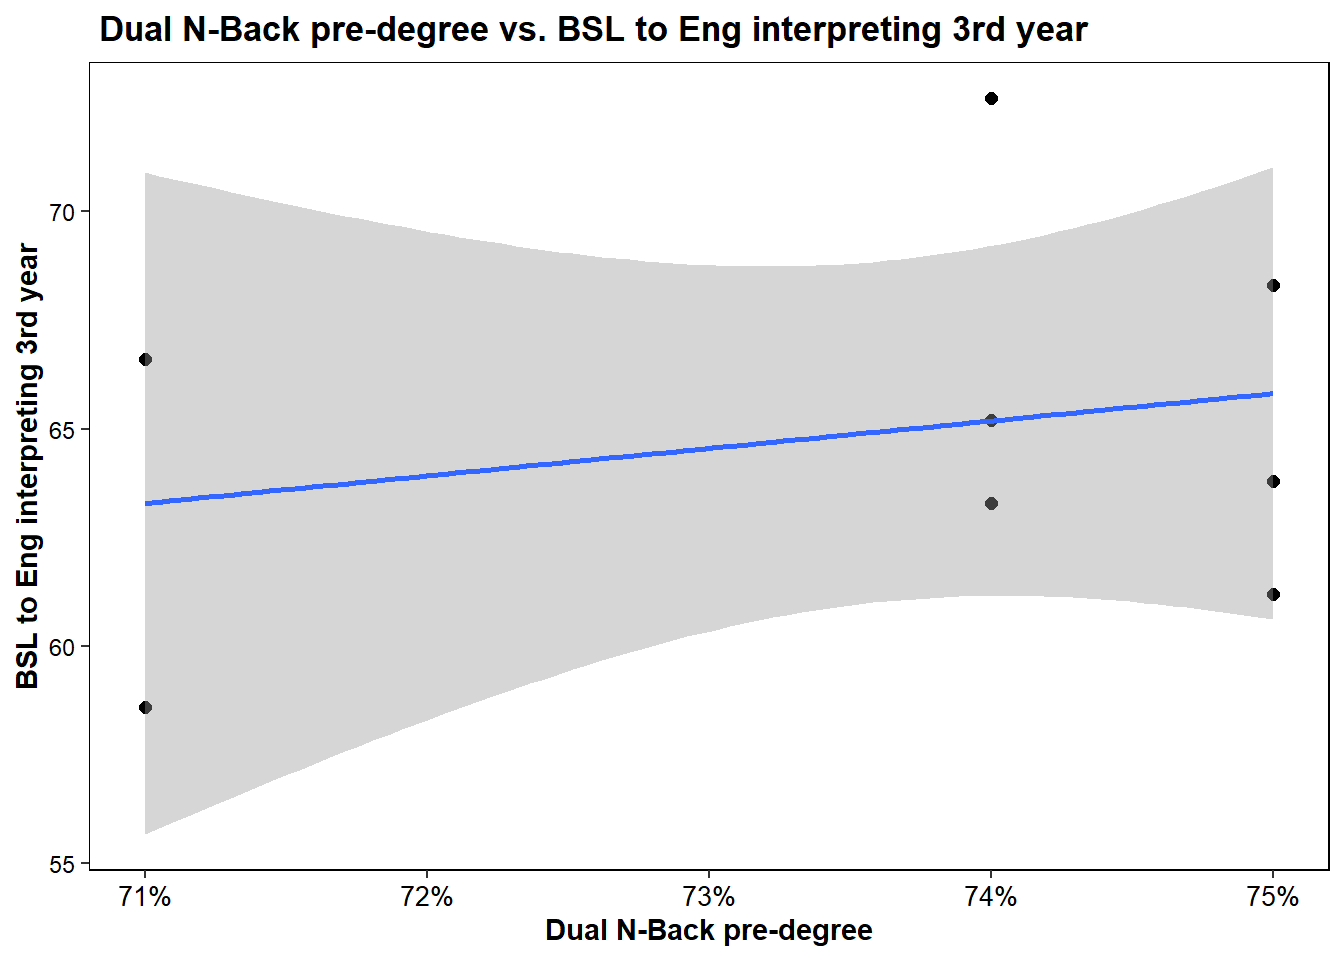 Dual N-Back pre-degree vs. BSL to Eng interpreting 3rd year
BSL to Eng interpreting 3rd year
70
65
60
55
71% 72% 73% 74% 75%
Dual N-Back pre-degree